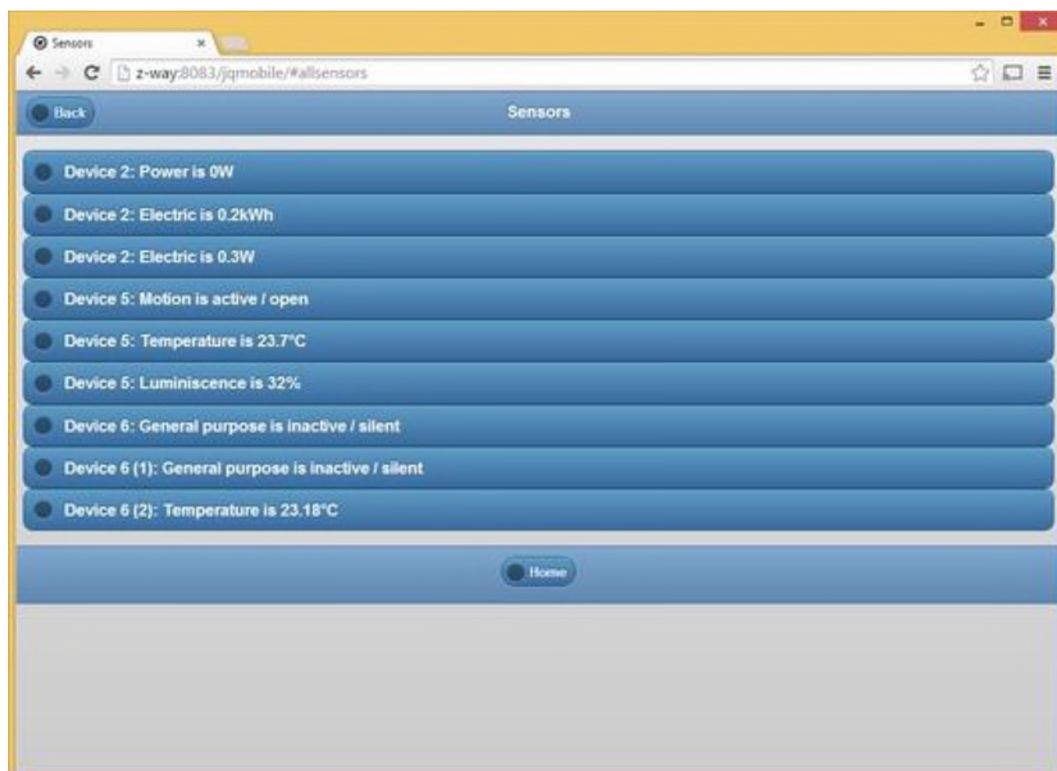 Sensors
z-way:8083/jqmobile/#allsensors
Back
Sensors
Device 2: Power is 0W
Device 2: Electric is 0.2kWh
Device 2: Electric is 0.3W
Device 5: Motion is active / open
Device 5: Temperature is 23.7°C
Device 5: Luminiscence is 32%
Device 6: General purpose is inactive / silent
Device 6 (1): General purpose is inactive / silent
Device 6 (2): Temperature is 23.18°C
Home